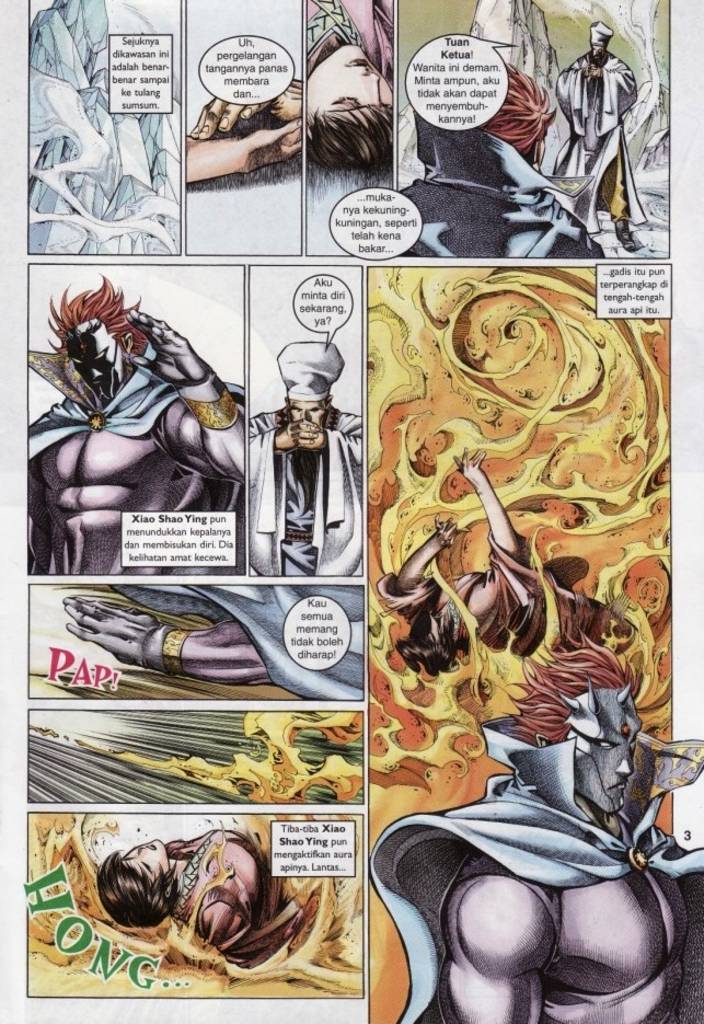 Sejuknya
dikawasan ini
adalah benar-
benar sampai
ke tulang
sumsum.
Uh,
pergelangan
tangannya panas
membara
dan...
Tuan
Ketua!
Wanita ini demam.
Minta ampun, aku
tidak akan dapat
menyembuh-
kannya!
...muka-
nya kekuning-
kuningan, seperti
telah kena
bakar...
Xiao Shao Ying pun
menundukkan kepalanya
dan membisukan diri. Dia
kelihatan amat kecewa.
Aku
minta diri
sekarang,
ya?
Kau
semua
memang
tidak boleh
diharap!
PAP!
Tiba-tiba Xiao
Shao Ying pun
mengaktifkan aura
apinya. Lantas...
HONG...
...gadis itu pun
terperangkap di
tengah-tengah
aura api itu.
3